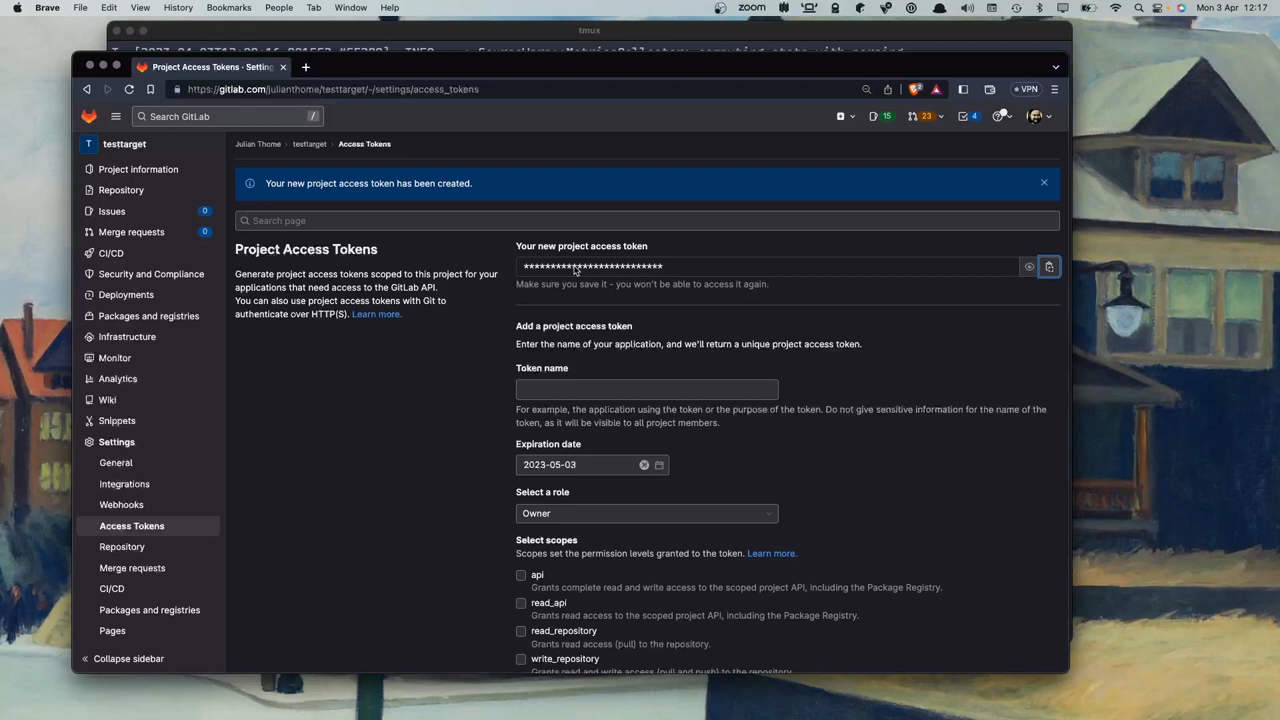 Brave File Edit View History Bookmarks People Tab Window Help
zoom
Mon 3 Apr 12:17
tmux
Project Access Tokens · Setting
https://gitlab.com/julianthome/testtarget/-/settings/access_tokens
VPN
Search GitLab
/
15
23
4
T testtarget
Julian Thome
testtarget
Access Tokens
Project information
Repository
Issues 0
Merge requests 0
CI/CD
Security and Compliance
Deployments
Packages and registries
Infrastructure
Monitor
Analytics
Wiki
Snippets
Settings
General
Integrations
Webhooks
Access Tokens
Repository
Merge requests
CI/CD
Packages and registries
Pages
Collapse sidebar
Your new project access token has been created.
Search page
Project Access Tokens
Generate project access tokens scoped to this project for your
applications that need access to the GitLab API.
You can also use project access tokens with Git to
authenticate over HTTP(S). Learn more.
Your new project access token
**************************
Make sure you save it - you won't be able to access it again.
Add a project access token
Enter the name of your application, and we'll return a unique project access token.
Token name
For example, the application using the token or the purpose of the token. Do not give sensitive information for the name of the
token, as it will be visible to all project members.
Expiration date
2023-05-03
Select a role
Owner
Select scopes
Scopes set the permission levels granted to the token. Learn more.
api
Grants complete read and write access to the scoped project API, including the Package Registry.
read_api
Grants read access to the scoped project API, including the Package Registry.
read_repository
Grants read access (pull) to the repository.
write_repository
Grants read and write access (pull and push) to the repository.